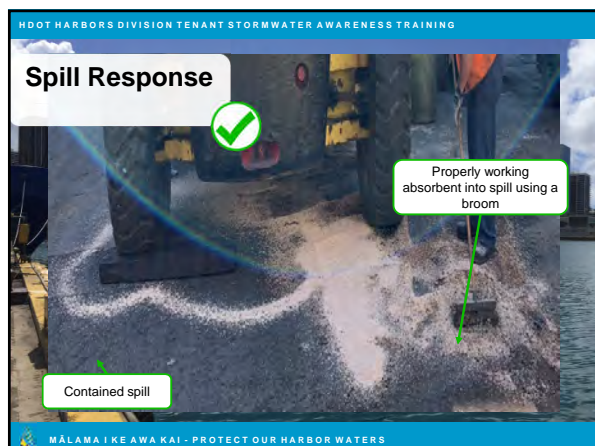 HDOT HARBORS DIVISION TENANT STORMWATER AWARENESS TRAINING
Spill Response
Properly working
absorbent into spill using a
broom
Contained spill
MĀLAMA I KE AWA KAI - PROTECT OUR HARBOR WATERS